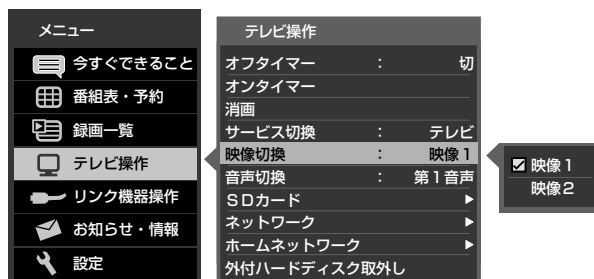 メニュー
今すぐできること
番組表・予約
録画一覧
テレビ操作
リンク機器操作
お知らせ・情報
設定
テレビ操作
オフタイマー : 切
オンタイマー
消画
サービス切換 : テレビ
映像切換 : 映像1
音声切換 : 第1音声
SDカード
ネットワーク
ホームネットワーク
外付ハードディスク取外し
映像1
映像2